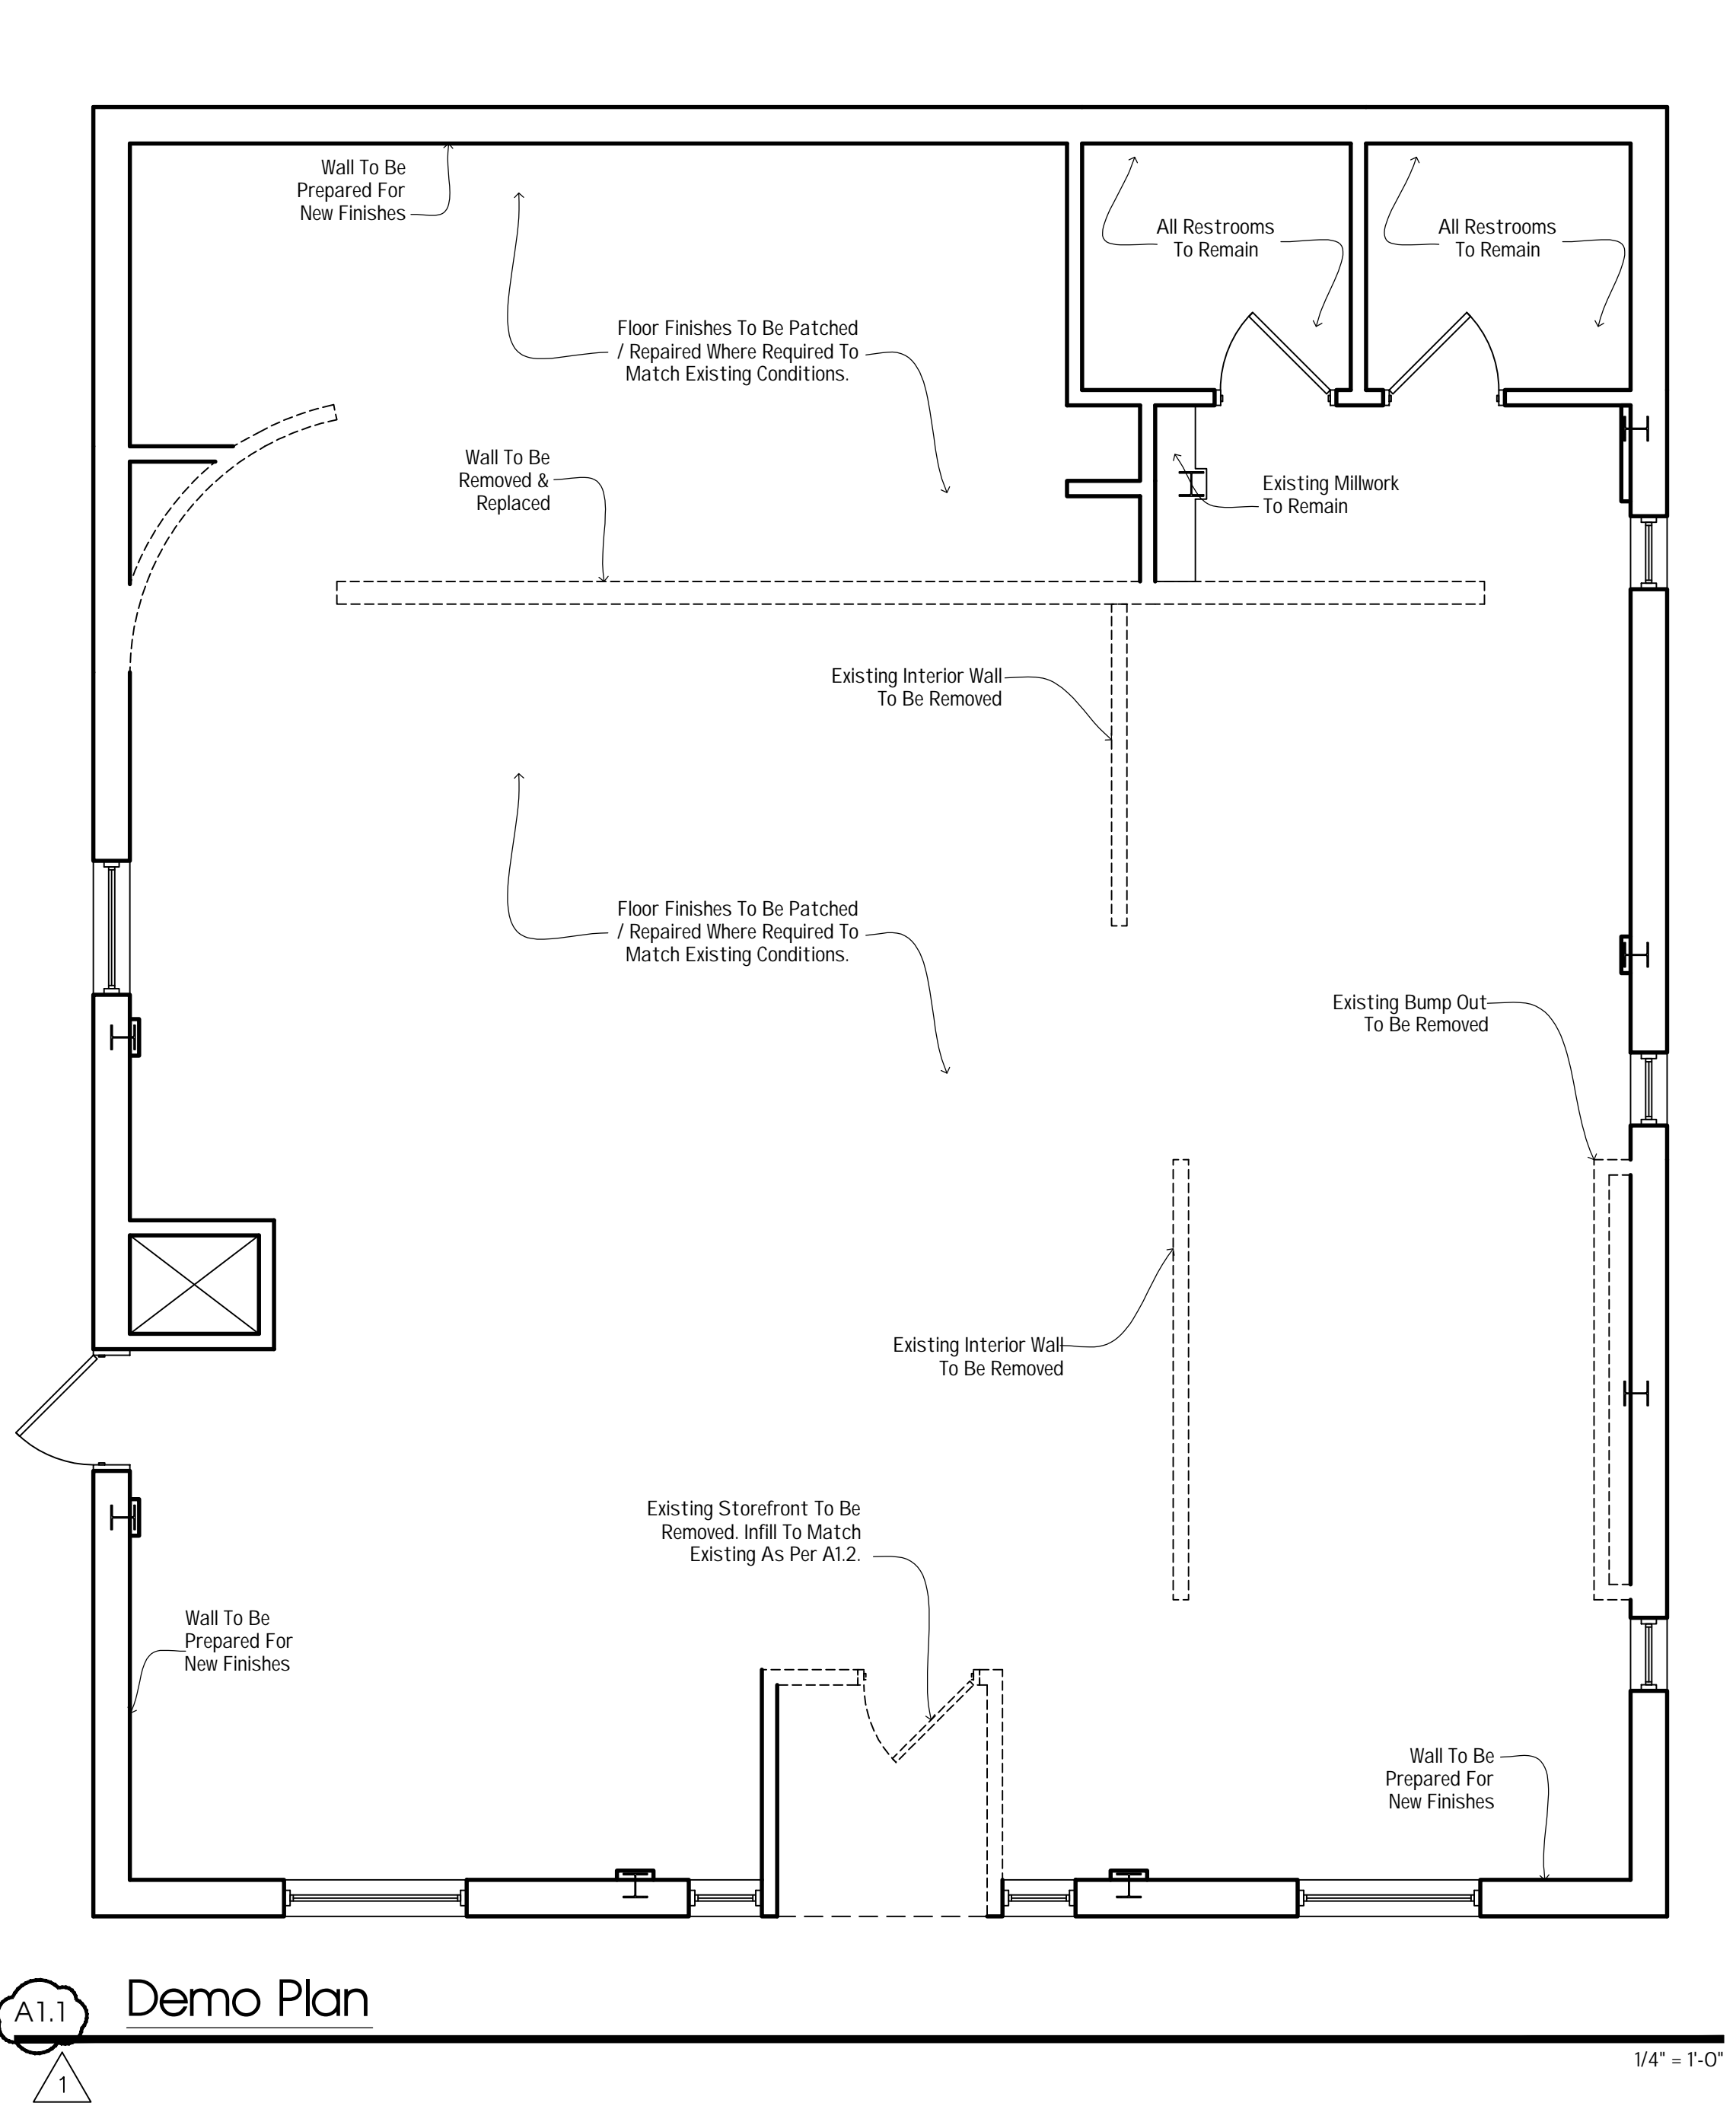 Wall To Be
Prepared For
New Finishes
All Restrooms
To Remain
All Restrooms
To Remain
Floor Finishes To Be Patched
/ Repaired Where Required To
Match Existing Conditions.
Wall To Be
Removed &
Replaced
Existing Millwork
To Remain
Existing Interior Wall
To Be Removed
Floor Finishes To Be Patched
/ Repaired Where Required To
Match Existing Conditions.
Existing Bump Out
To Be Removed
Existing Interior Wall
To Be Removed
Existing Storefront To Be
Removed. Infill To Match
Existing As Per A1.2.
Wall To Be
Prepared For
New Finishes
Wall To Be
Prepared For
New Finishes
A1.1
Demo Plan
1/4" = 1'-0"
1